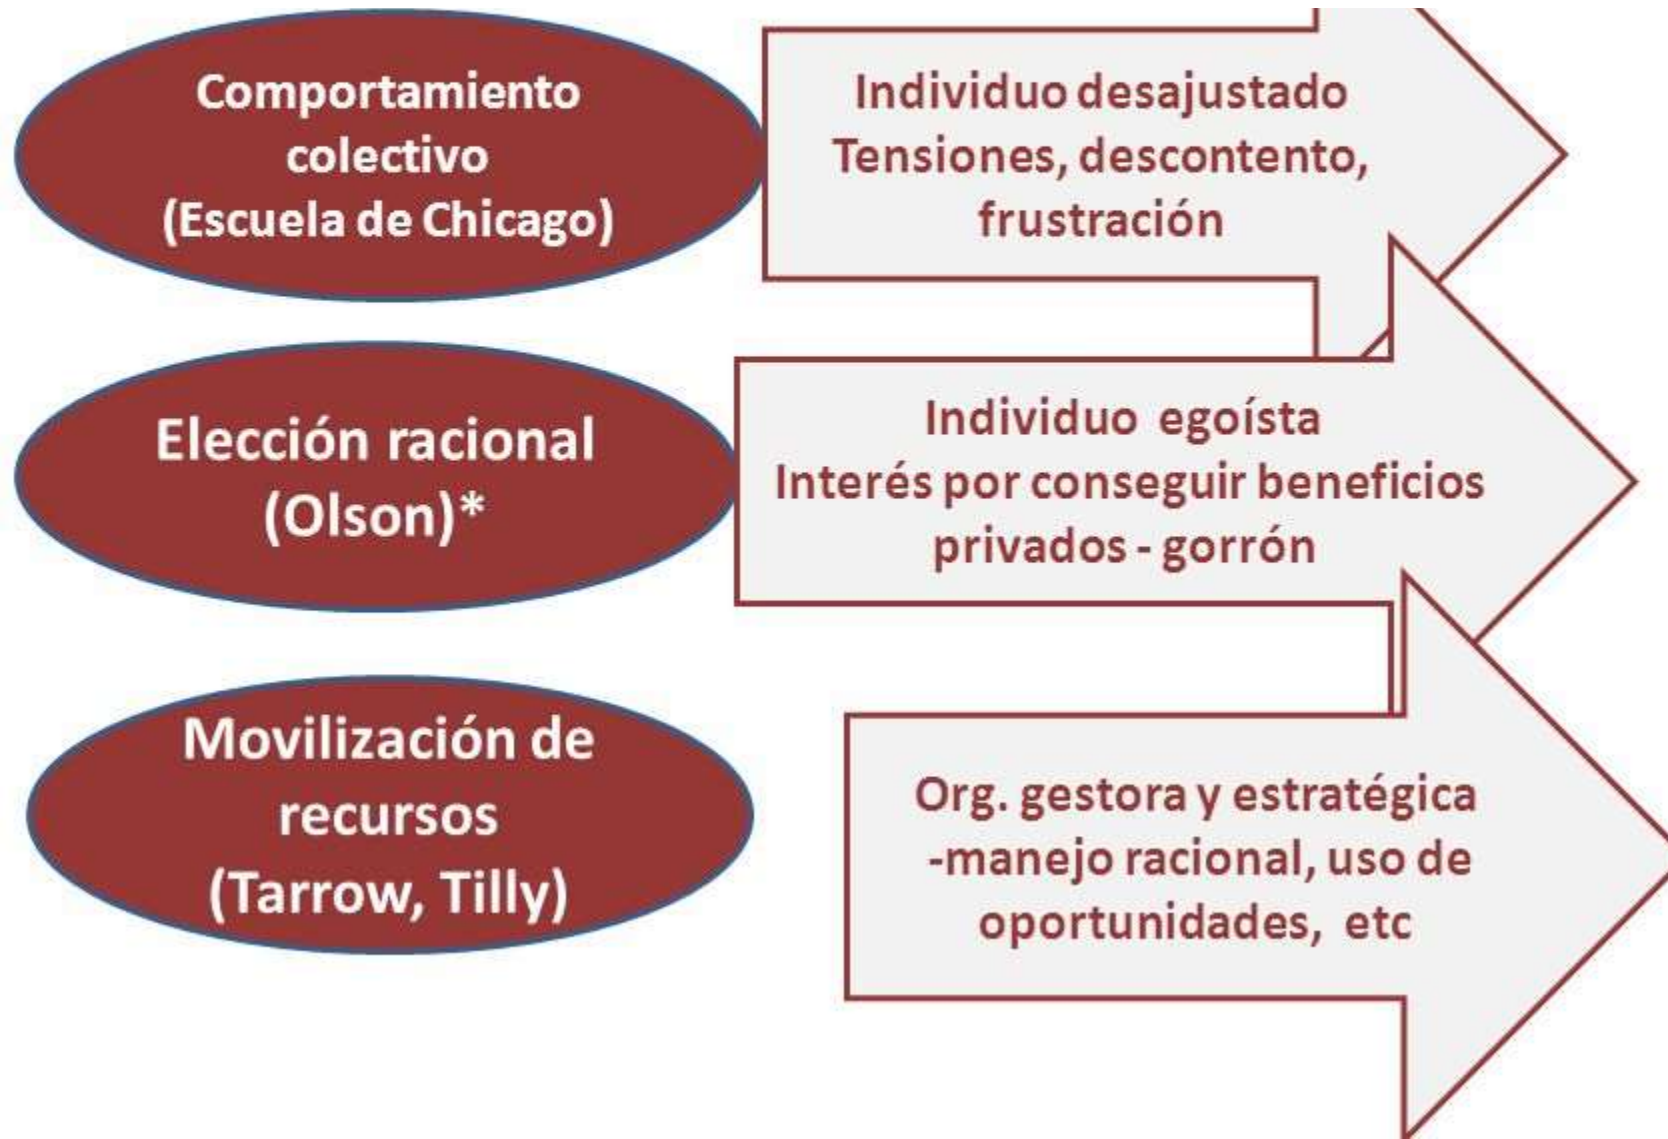 Comportamiento
colectivo
(Escuela de Chicago)
Individuo desajustado
Tensiones, descontento,
frustración
Elección racional
(Olson)*
Individuo egoísta
Interés por conseguir beneficios
privados - gorrón
Movilización de
recursos
(Tarrow, Tilly)
Org. gestora y estratégica
-manejo racional, uso de
oportunidades, etc